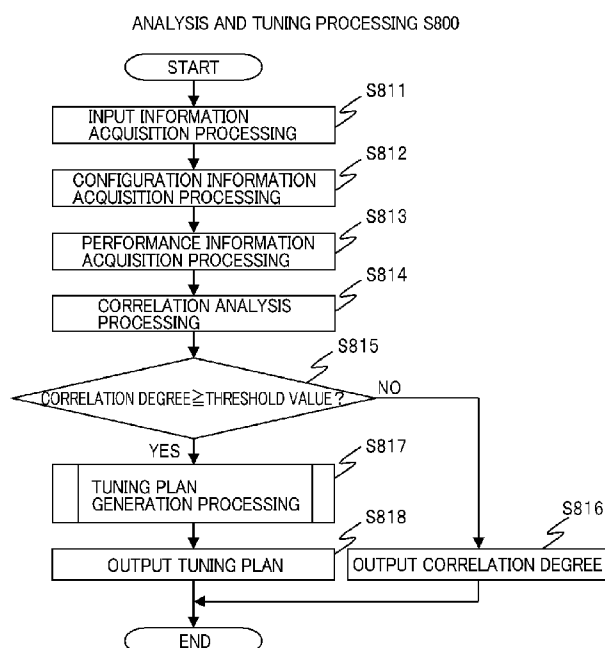 ANALYSIS AND TUNING PROCESSING S800
START
S811
INPUT INFORMATION
ACQUISITION PROCESSING
S812
CONFIGURATION INFORMATION
ACQUISITION PROCESSING
S813
PERFORMANCE INFORMATION
ACQUISITION PROCESSING
S814
CORRELATION ANALYSIS
PROCESSING
S815
CORRELATION DEGREE≧THRESHOLD VALUE?
NO
YES
S817
TUNING PLAN
GENERATION PROCESSING
S818
OUTPUT TUNING PLAN
S816
OUTPUT CORRELATION DEGREE
END